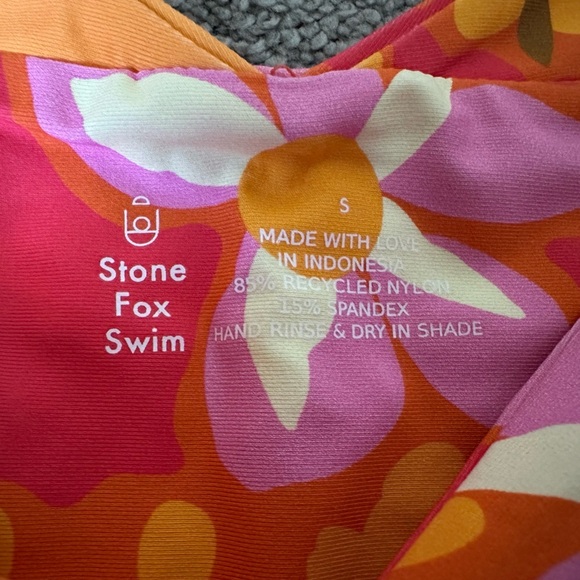 Stone
Fox
Swim
S
MADE WITH LOVE
IN INDONESIA
85% RECYCLED NYLON
15% SPANDEX
HAND RINSE & DRY IN SHADE